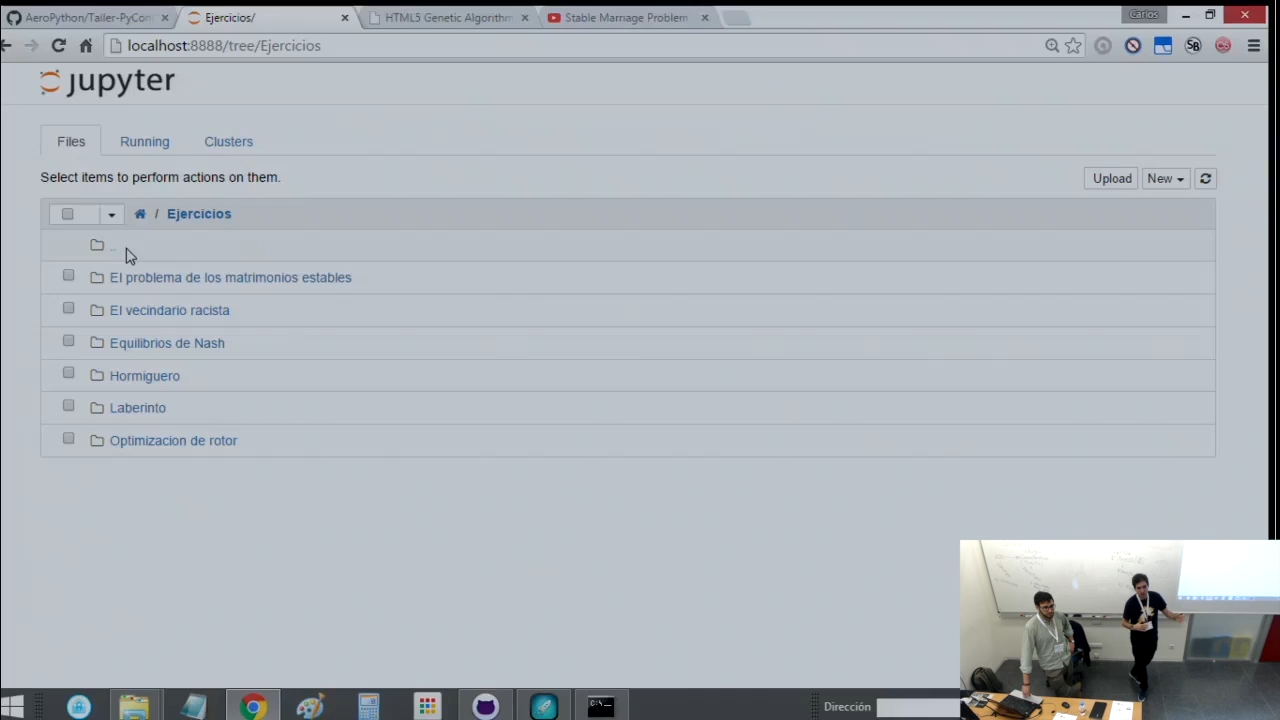 AeroPython/Taller-PyCon
Ejercicios/
HTML5 Genetic Algorithm
Stable Marriage Problem
Carlos
localhost:8888/tree/Ejercicios
jupyter
Files
Running
Clusters
Select items to perform actions on them.
Upload
New
/ Ejercicios
..
El problema de los matrimonios estables
El vecindario racista
Equilibrios de Nash
Hormiguero
Laberinto
Optimizacion de rotor
Dirección